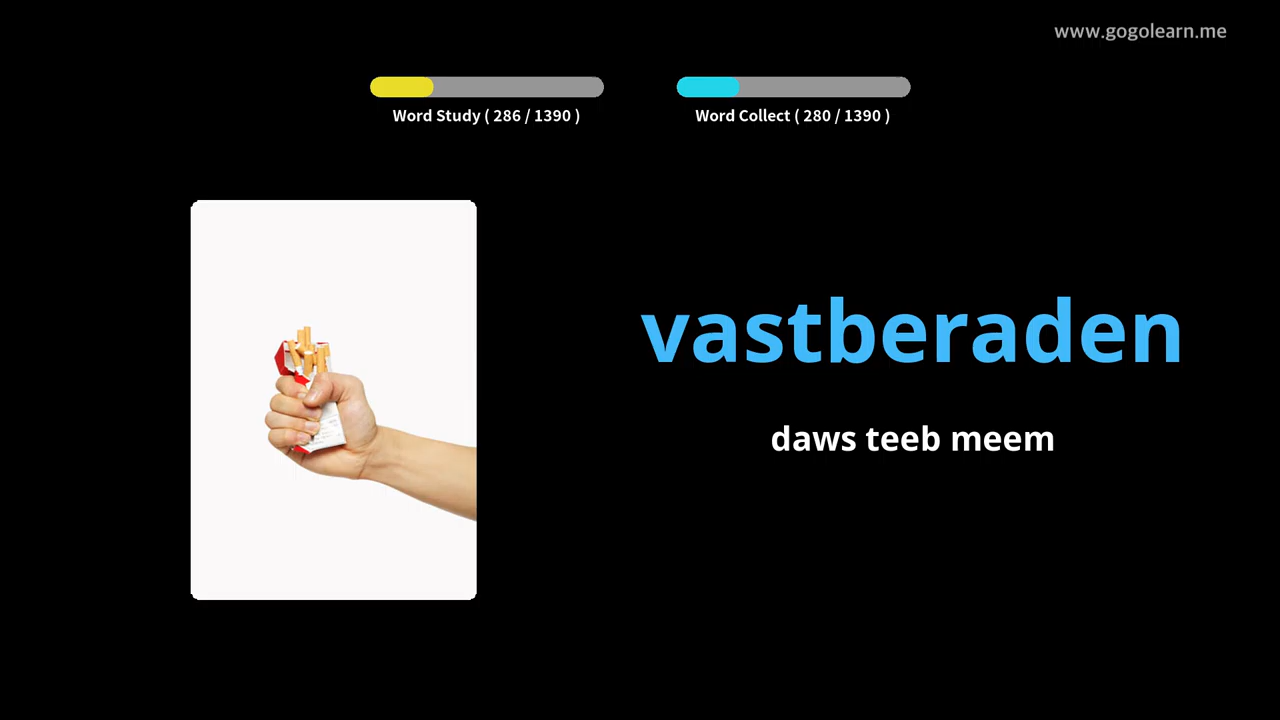 www.gogolearn.me
Word Study ( 286 / 1390 )
Word Collect ( 280 / 1390 )
vastberaden
daws teeb meem